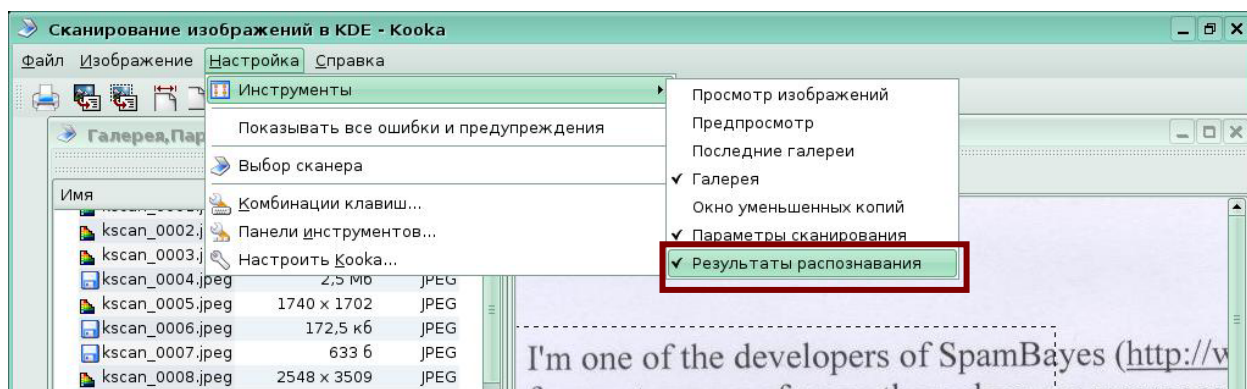 Сканирование изображений в KDE - Kooka
Файл Изображение Настройка Справка
Инструменты
Показывать все ошибки и предупреждения
Выбор сканера
Комбинации клавиш...
Панели инструментов...
Настроить Kooka...
Просмотр изображений
Предпросмотр
Последние галереи
Галерея
Окно уменьшенных копий
Параметры сканирования
Результаты распознавания
Галерея,Пар
Имя
kscan_0002.j
kscan_0003.j
kscan_0004.jpeg 2,5 Мб JPEG
kscan_0005.jpeg 1740 x 1702 JPEG
kscan_0006.jpeg 172,5 кб JPEG
kscan_0007.jpeg 633 б JPEG
kscan_0008.jpeg 2548 x 3509 JPEG
I'm one of the developers of SpamBayes (http://w